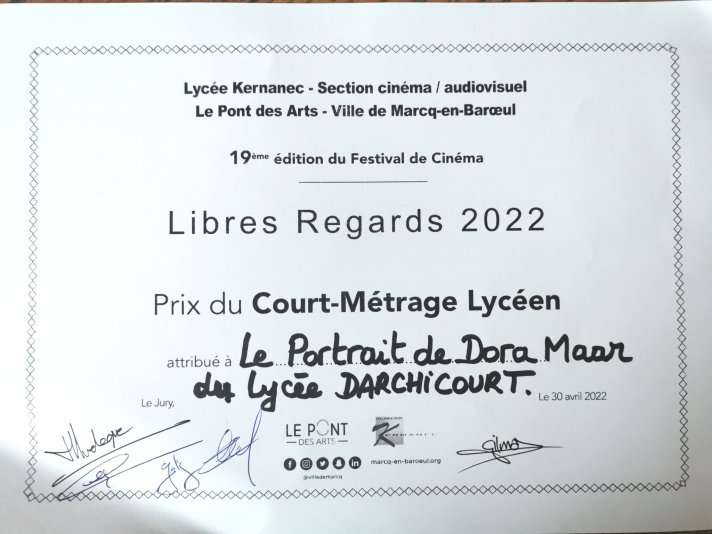 Lycée Kernanec - Section cinéma / audiovisuel
Le Pont des Arts - Ville de Marcq-en-Barœul
19ème édition du Festival de Cinéma
Libres Regards 2022
Prix du Court-Métrage Lycéen
attribué à Le Portrait de Dora Maar
du Lycée DARCHICOURT.
Le Jury,
Le 30 avril 2022
LE PONT
DES ARTS
KERNANEC
marcq-en-baroeul.org
@villedemarcq